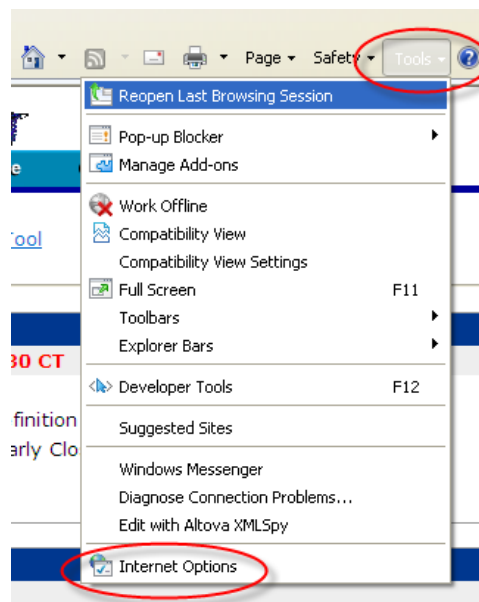 Page Safety Tools
Reopen Last Browsing Session
Pop-up Blocker
e
Manage Add-ons
Work Offline
Tool
Compatibility View
Compatibility View Settings
Full Screen F11
Toolbars
Explorer Bars
30 CT
Developer Tools F12
finition
Suggested Sites
arly Clo
Windows Messenger
Diagnose Connection Problems...
Edit with Altova XMLSpy
Internet Options